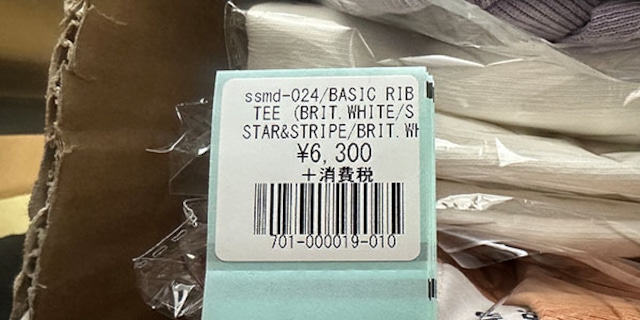 ssmd-024/BASIC RIB
TEE (BRIT.WHITE/S
STAR&STRIPE/BRIT.WH
¥6,300
+消費税
701-000019-010